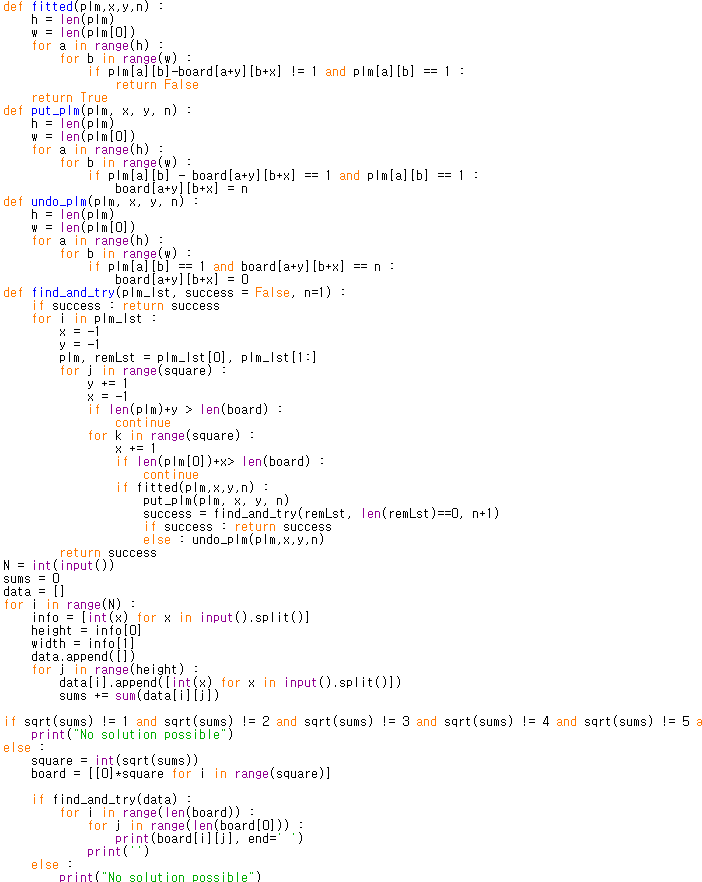 def fitted(plm,x,y,n) :
    h = len(plm)
    w = len(plm[0])
    for a in range(h) :
        for b in range(w) :
            if plm[a][b]-board[a+y][b+x] != 1 and plm[a][b] == 1 :
                return False
    return True
def put_plm(plm, x, y, n) :
    h = len(plm)
    w = len(plm[0])
    for a in range(h) :
        for b in range(w) :
            if plm[a][b] - board[a+y][b+x] == 1 and plm[a][b] == 1 :
                board[a+y][b+x] = n
def undo_plm(plm, x, y, n) :
    h = len(plm)
    w = len(plm[0])
    for a in range(h) :
        for b in range(w) :
            if plm[a][b] == 1 and board[a+y][b+x] == n :
                board[a+y][b+x] = 0
def find_and_try(plm_lst, success = False, n=1) :
    if success : return success
    for i in plm_lst :
        x = -1
        y = -1
        plm, remLst = plm_lst[0], plm_lst[1:]
        for j in range(square) :
            y += 1
            x = -1
            if len(plm)+y > len(board) :
                continue
            for k in range(square) :
                x += 1
                if len(plm[0])+x> len(board) :
                    continue
                if fitted(plm,x,y,n) :
                    put_plm(plm, x, y, n)
                    success = find_and_try(remLst, len(remLst)==0, n+1)
                    if success : return success
                    else : undo_plm(plm,x,y,n)
        return success
N = int(input())
sums = 0
data = []
for i in range(N) :
    info = [int(x) for x in input().split()]
    height = info[0]
    width = info[1]
    data.append([])
    for j in range(height) :
        data[i].append([int(x) for x in input().split()])
        sums += sum(data[i][j])

if sqrt(sums) != 1 and sqrt(sums) != 2 and sqrt(sums) != 3 and sqrt(sums) != 4 and sqrt(sums) != 5 a
    print("No solution possible")
else :
    square = int(sqrt(sums))
    board = [[0]*square for i in range(square)]

    if find_and_try(data) :
        for i in range(len(board)) :
            for j in range(len(board[0])) :
                print(board[i][j], end=' ')
            print('')
    else :
        print("No solution possible")